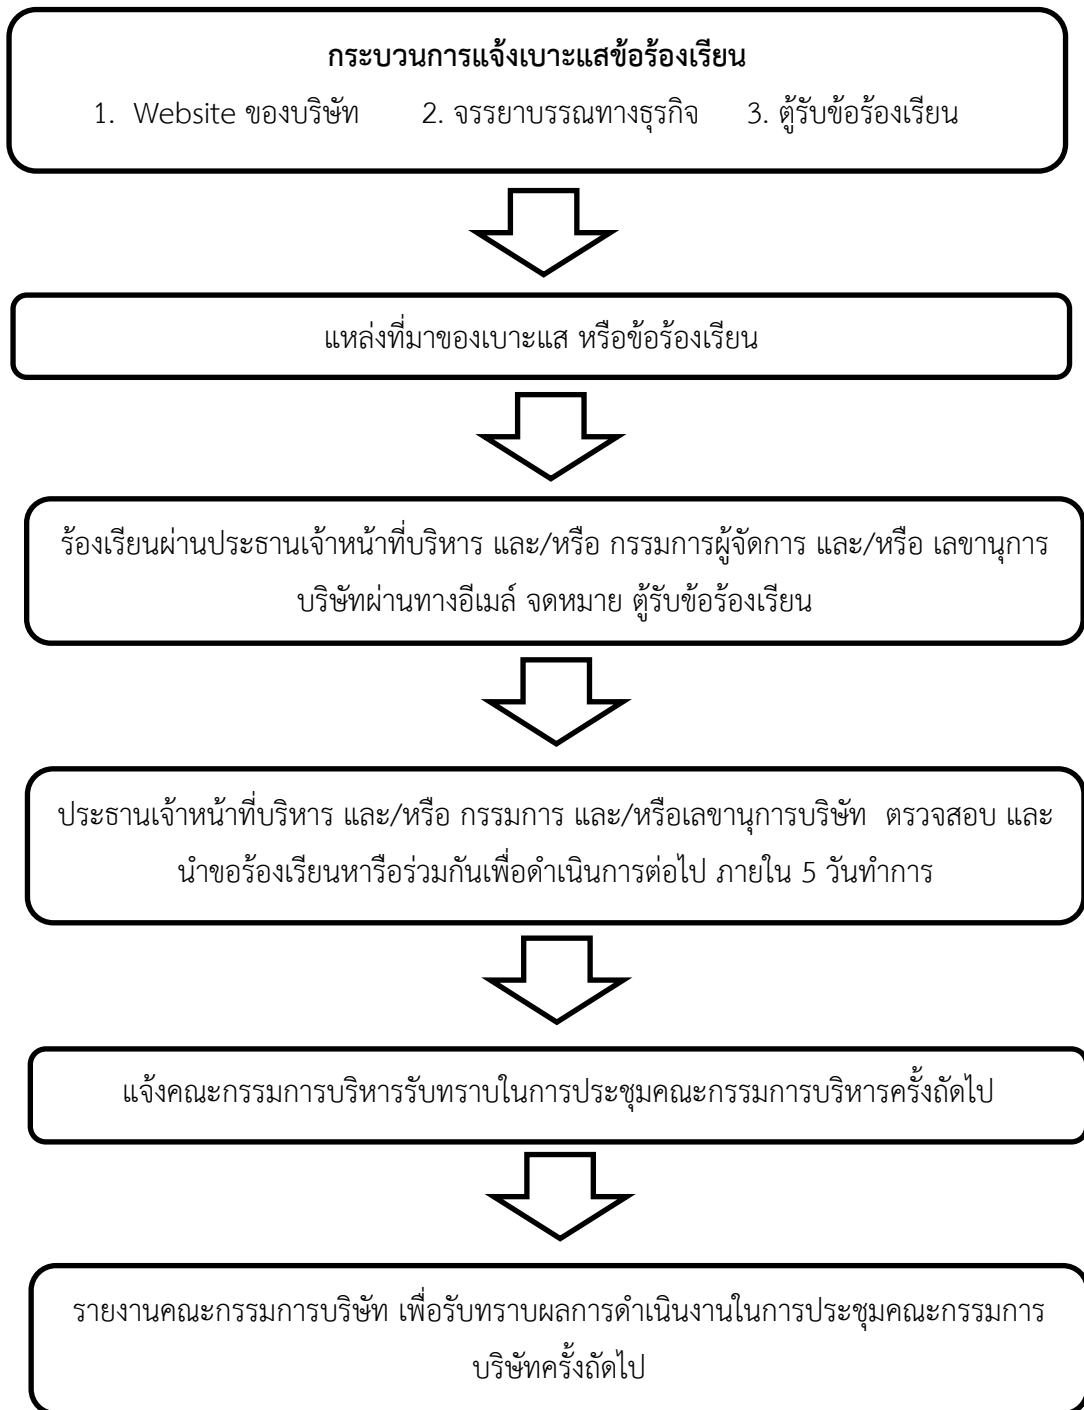 กระบวนการแจ้งเบาะแสข้อร้องเรียน
1. Website ของบริษัท 2. จรรยาบรรณทางธุรกิจ 3. ตู้รับข้อร้องเรียน
แหล่งที่มาของเบาะแส หรือข้อร้องเรียน
ร้องเรียนผ่านประธานเจ้าหน้าที่บริหาร และ/หรือ กรรมการผู้จัดการ และ/หรือ เลขานุการ
บริษัทผ่านทางอีเมล์ จดหมาย ตู้รับข้อร้องเรียน
ประธานเจ้าหน้าที่บริหาร และ/หรือ กรรมการ และ/หรือเลขานุการบริษัท ตรวจสอบ และ
นำขอร้องเรียนหารือร่วมกันเพื่อดำเนินการต่อไป ภายใน 5 วันทำการ
แจ้งคณะกรรมการบริหารรับทราบในการประชุมคณะกรรมการบริหารครั้งถัดไป
รายงานคณะกรรมการบริษัท เพื่อรับทราบผลการดำเนินงานในการประชุมคณะกรรมการ
บริษัทครั้งถัดไป